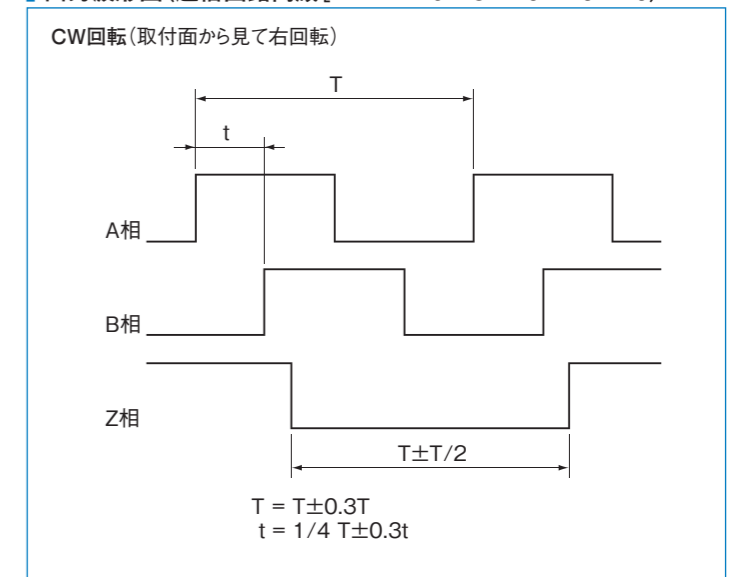 CW回転(取付面から見て右回転)
T
t
A相
B相
Z相
T±T/2
T = T±0.3T
t = 1/4 T±0.3t